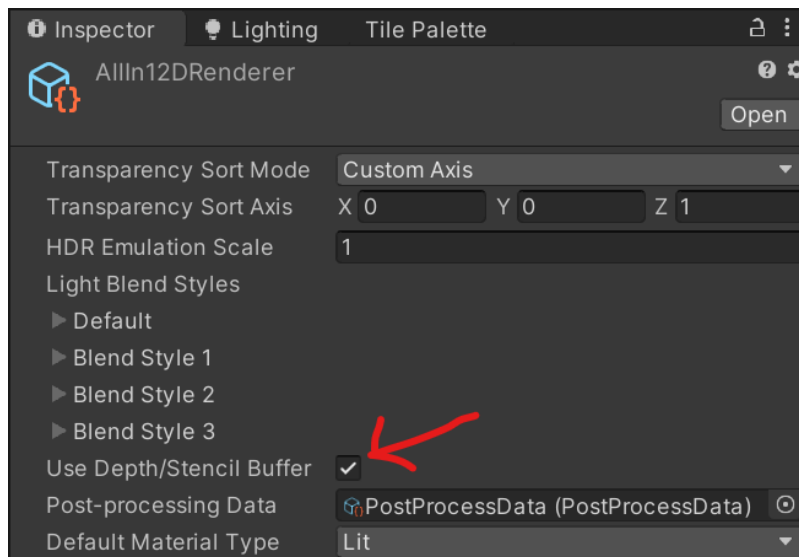 Inspector Lighting Tile Palette
AllIn12DRenderer
Open
Transparency Sort Mode Custom Axis
Transparency Sort Axis X 0 Y 0 Z 1
HDR Emulation Scale 1
Light Blend Styles
Default
Blend Style 1
Blend Style 2
Blend Style 3
Use Depth/Stencil Buffer
Post-processing Data PostProcessData (PostProcessData)
Default Material Type Lit